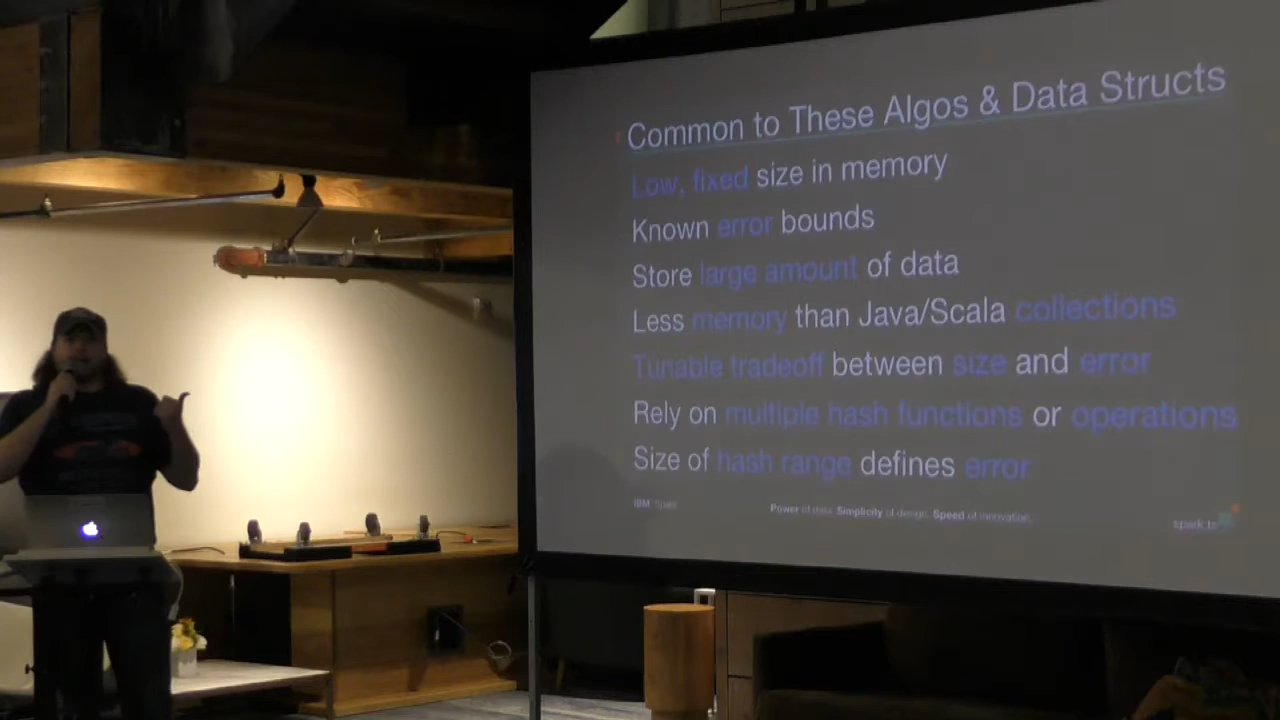 Common to These Algos & Data Structs
Low, fixed size in memory
Known error bounds
Store large amount of data
Less memory than Java/Scala collections
Tunable tradeoff between size and error
Rely on multiple hash functions or operations
Size of hash range defines error
IBM Spark
Power of data. Simplicity of design. Speed of innovation.
spark.tc